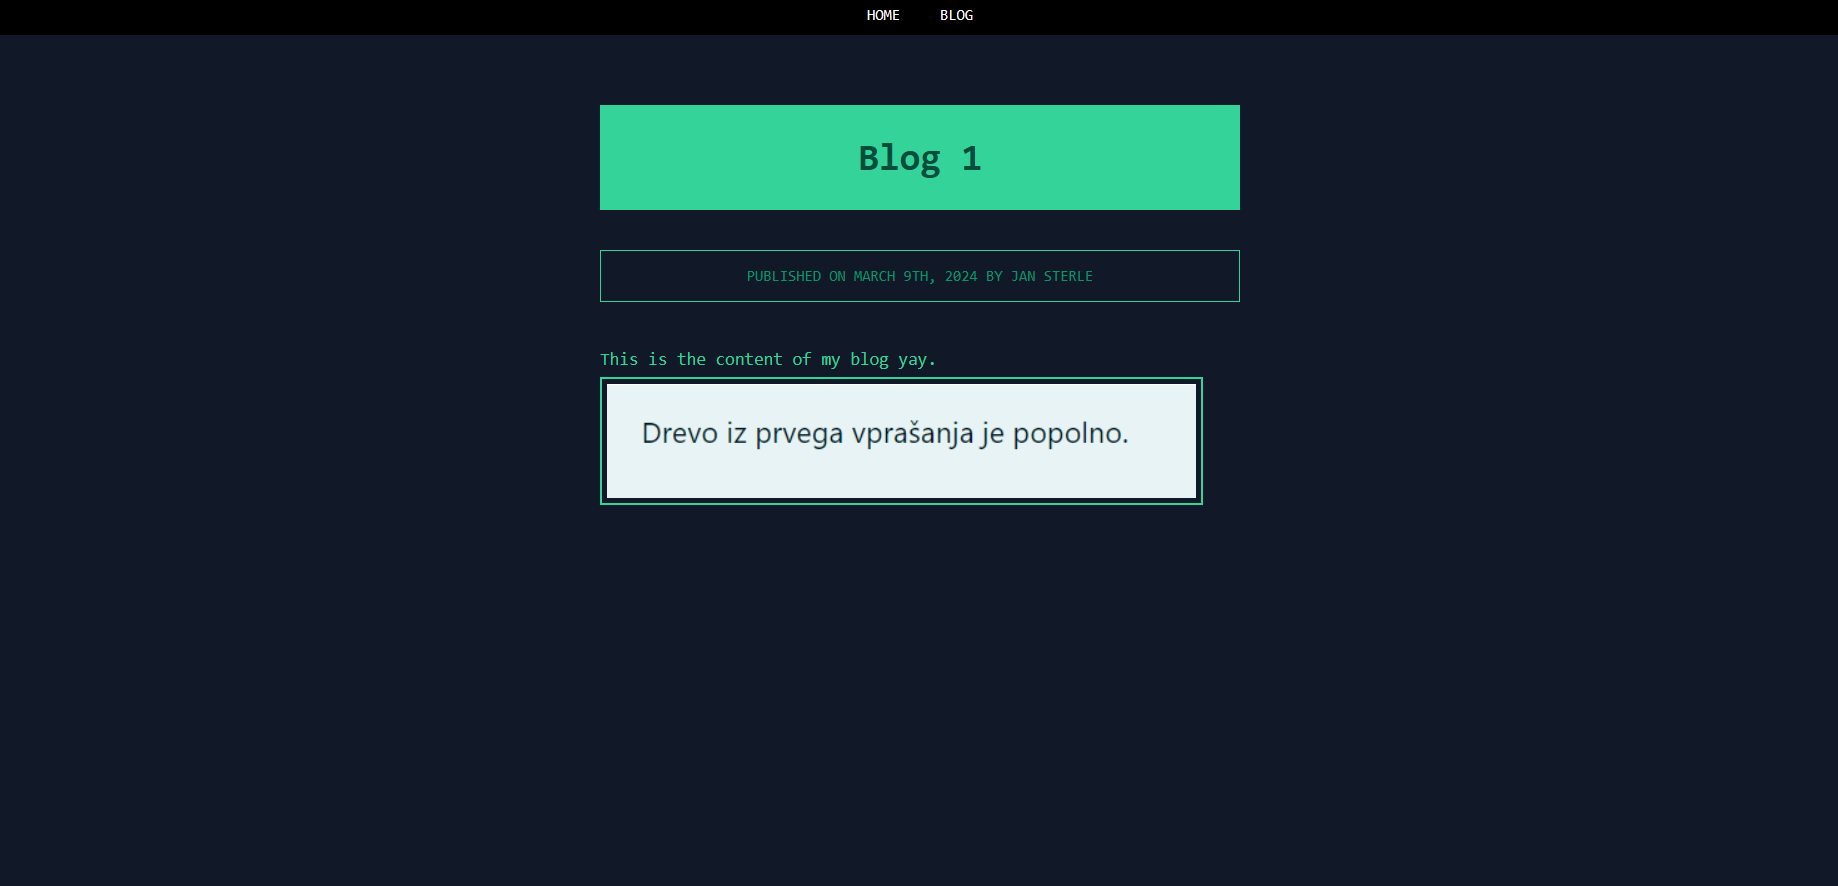 HOME BLOG
Blog 1
PUBLISHED ON MARCH 9TH, 2024 BY JAN STERLE
This is the content of my blog yay.
Drevo iz prvega vprašanja je popolno.